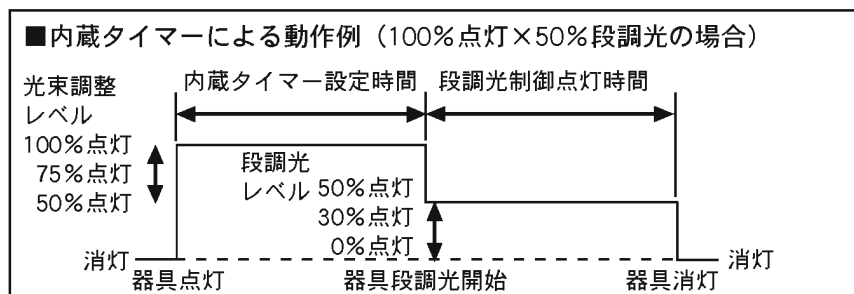 ■内蔵タイマーによる動作例（100％点灯×50％段調光の場合）
光束調整
レベル
100％点灯
75％点灯
50％点灯
内蔵タイマー設定時間
段調光制御点灯時間
段調光
レベル
50％点灯
30％点灯
0％点灯
消灯
消灯
器具点灯
器具段調光開始
器具消灯